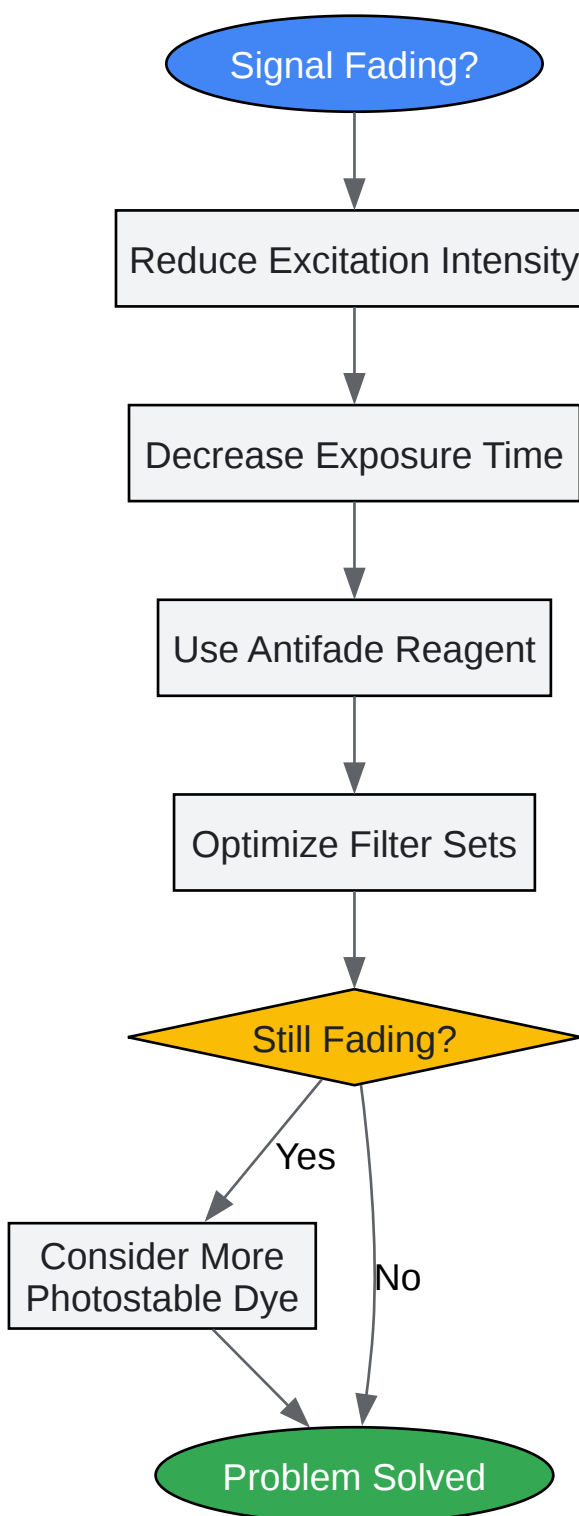 Signal Fading?
Reduce Excitation Intensity
Decrease Exposure Time
Use Antifade Reagent
Optimize Filter Sets
Still Fading?
Yes
Consider More
Photostable Dye
No
Problem Solved